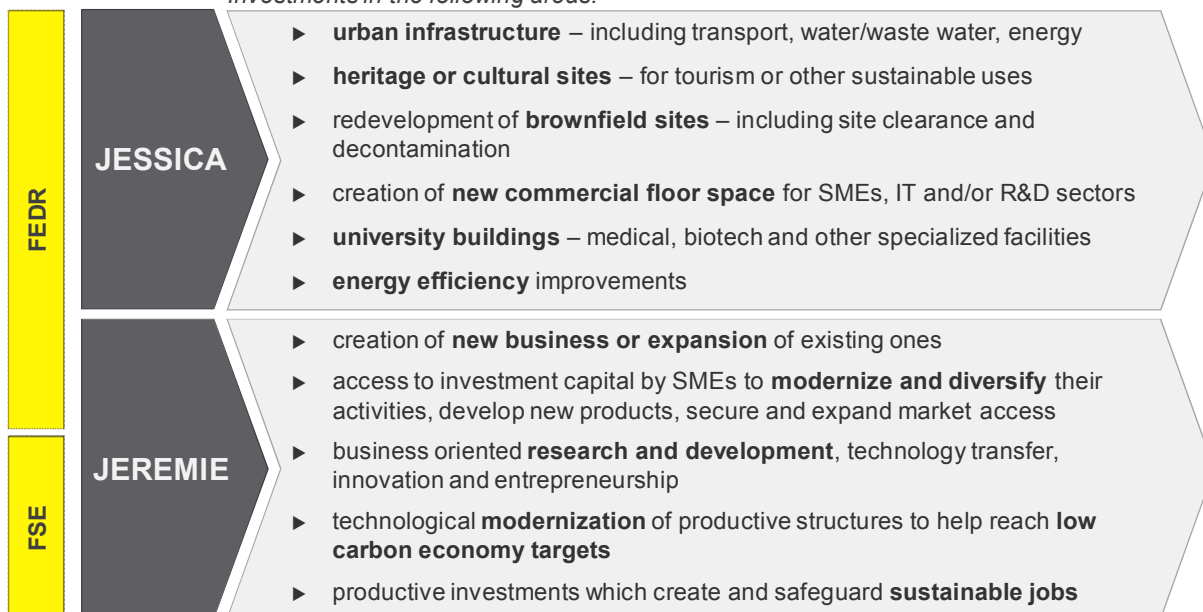 investments in the following areas:
► urban infrastructure – including transport, water/waste water, energy
► heritage or cultural sites – for tourism or other sustainable uses
► redevelopment of brownfield sites – including site clearance and
decontamination
► creation of new commercial floor space for SMEs, IT and/or R&D sectors
► university buildings – medical, biotech and other specialized facilities
► energy efficiency improvements
JESSICA
FEDR
► creation of new business or expansion of existing ones
► access to investment capital by SMEs to modernize and diversify their
activities, develop new products, secure and expand market access
► business oriented research and development, technology transfer,
innovation and entrepreneurship
► technological modernization of productive structures to help reach low
carbon economy targets
► productive investments which create and safeguard sustainable jobs
JEREMIE
FSE